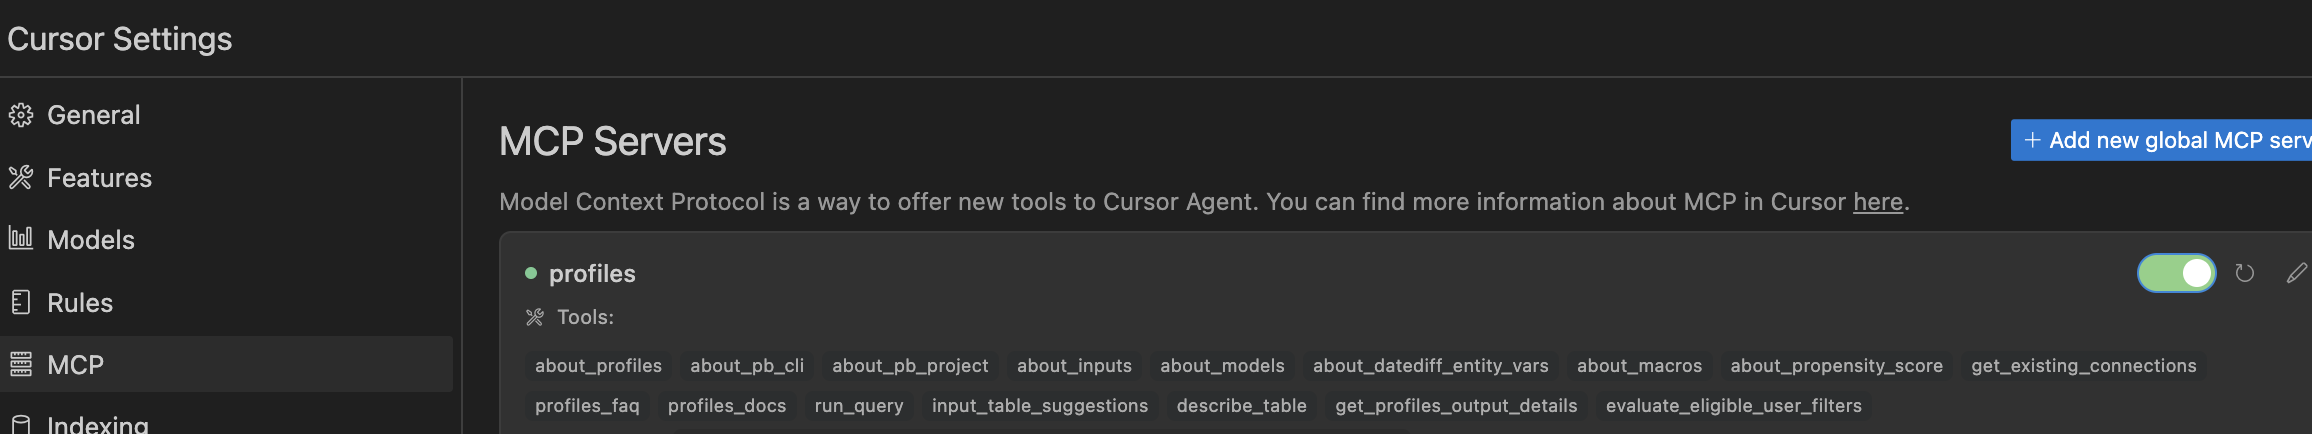 Cursor Settings
General
Features
Models
Rules
MCP
Indexing
MCP Servers
+ Add new global MCP serv
Model Context Protocol is a way to offer new tools to Cursor Agent. You can find more information about MCP in Cursor here.
profiles
Tools:
about_profiles about_pb_cli about_pb_project about_inputs about_models about_datediff_entity_vars about_macros about_propensity_score get_existing_connections
profiles_faq profiles_docs run_query input_table_suggestions describe_table get_profiles_output_details evaluate_eligible_user_filters